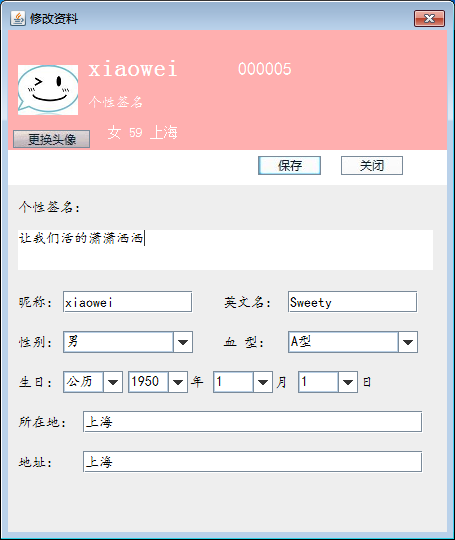 修改资料
xiaowei 000005
个性签名
女 59 上海
更换头像
保存 关闭
个性签名:
让我们活的潇潇洒洒
昵称: xiaowei 英文名: Sweety
性别: 男 血 型: A型
生日: 公历 1950 年 1 月 1 日
所在地: 上海
地址: 上海